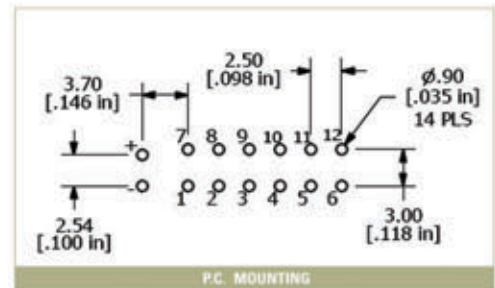 2.50
[.098 in]
3.70
[.146 in]
Ø.90
[.035 in]
14 PLS
+ 7 8 9 10 11 12
- 1 2 3 4 5 6
2.54
[.100 in]
3.00
[.118 in]
P.C. MOUNTING